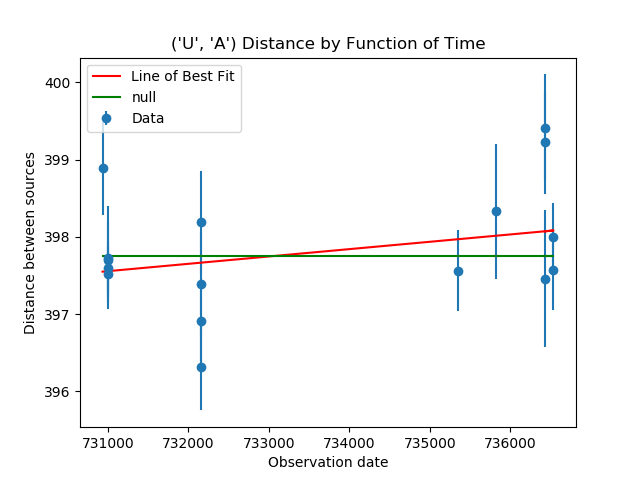 ('U', 'A') Distance by Function of Time
Line of Best Fit
null
Data
Distance between sources
400
399
398
397
396
731000 732000 733000 734000 735000 736000
Observation date